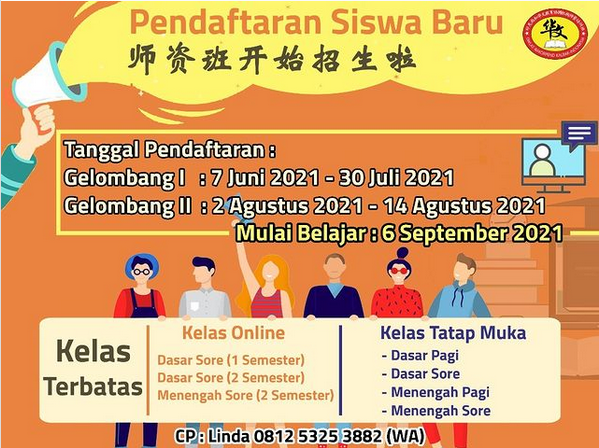 Pendaftaran Siswa Baru
师资班开始招生啦
华文
Tanggal Pendaftaran :
Gelombang I : 7 Juni 2021 - 30 Juli 2021
Gelombang II : 2 Agustus 2021 - 14 Agustus 2021
Mulai Belajar : 6 September 2021
Kelas Terbatas
Kelas Online
Dasar Sore (1 Semester)
Dasar Sore (2 Semester)
Menengah Sore (2 Semester)
Kelas Tatap Muka
- Dasar Pagi
- Dasar Sore
- Menengah Pagi
- Menengah Sore
CP : Linda 0812 5325 3882 (WA)